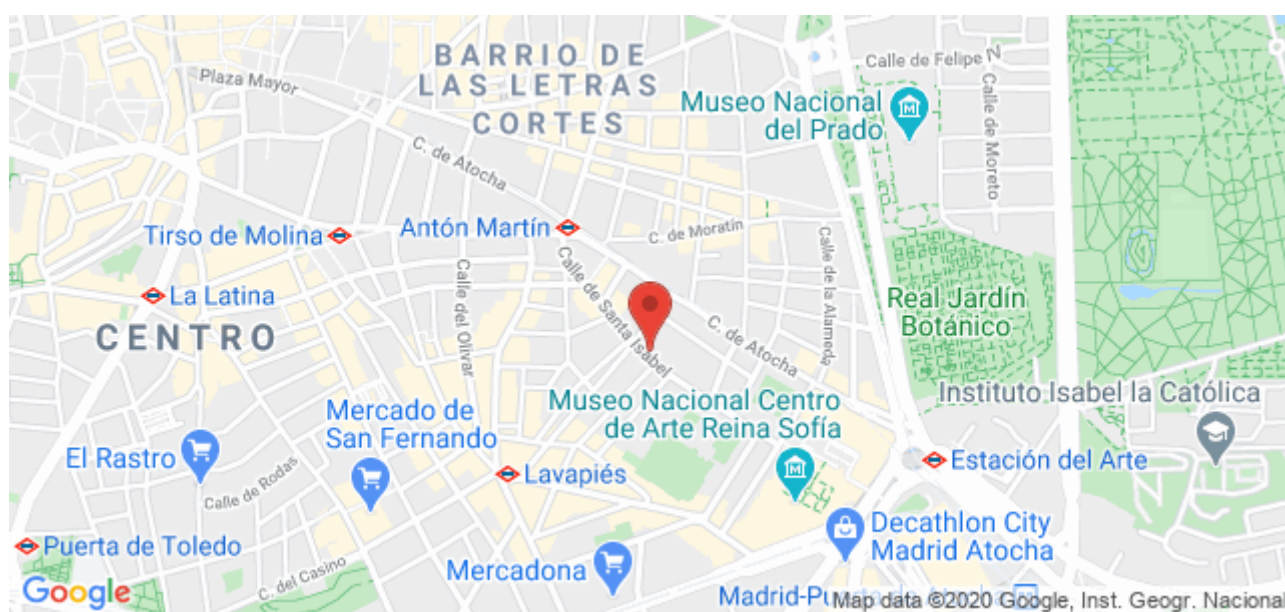 BARRIO DE
LAS LETRAS
CORTES
Plaza Mayor
C. de Atocha
Calle de Felipe
Calle de Moreto
Museo Nacional
del Prado
Antón Martín
Tirso de Molina
C. de Moratín
Calle de la Alameda
Calle de Santa Isabel
Calle del Olivar
La Latina
CENTRO
Real Jardín
Botánico
C. de Atocha
Instituto Isabel la Católica
Museo Nacional Centro
de Arte Reina Sofía
Mercado de
San Fernando
El Rastro
Calle de Rodas
Lavapiés
Estación del Arte
Puerta de Toledo
Decathlon City
Madrid Atocha
C. del Casino
Mercadona
Google
Map data ©2020 Google, Inst. Geogr. Nacional